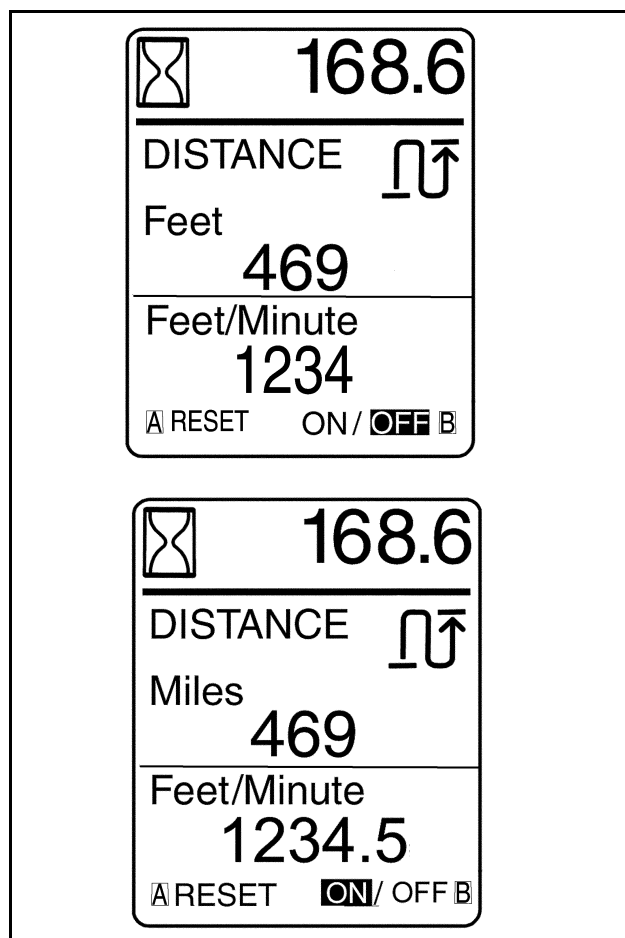 168.6
DISTANCE
Feet
469
Feet/Minute
1234
A RESET ON/ OFF B
168.6
DISTANCE
Miles
469
Feet/Minute
1234.5
A RESET ON/ OFF B